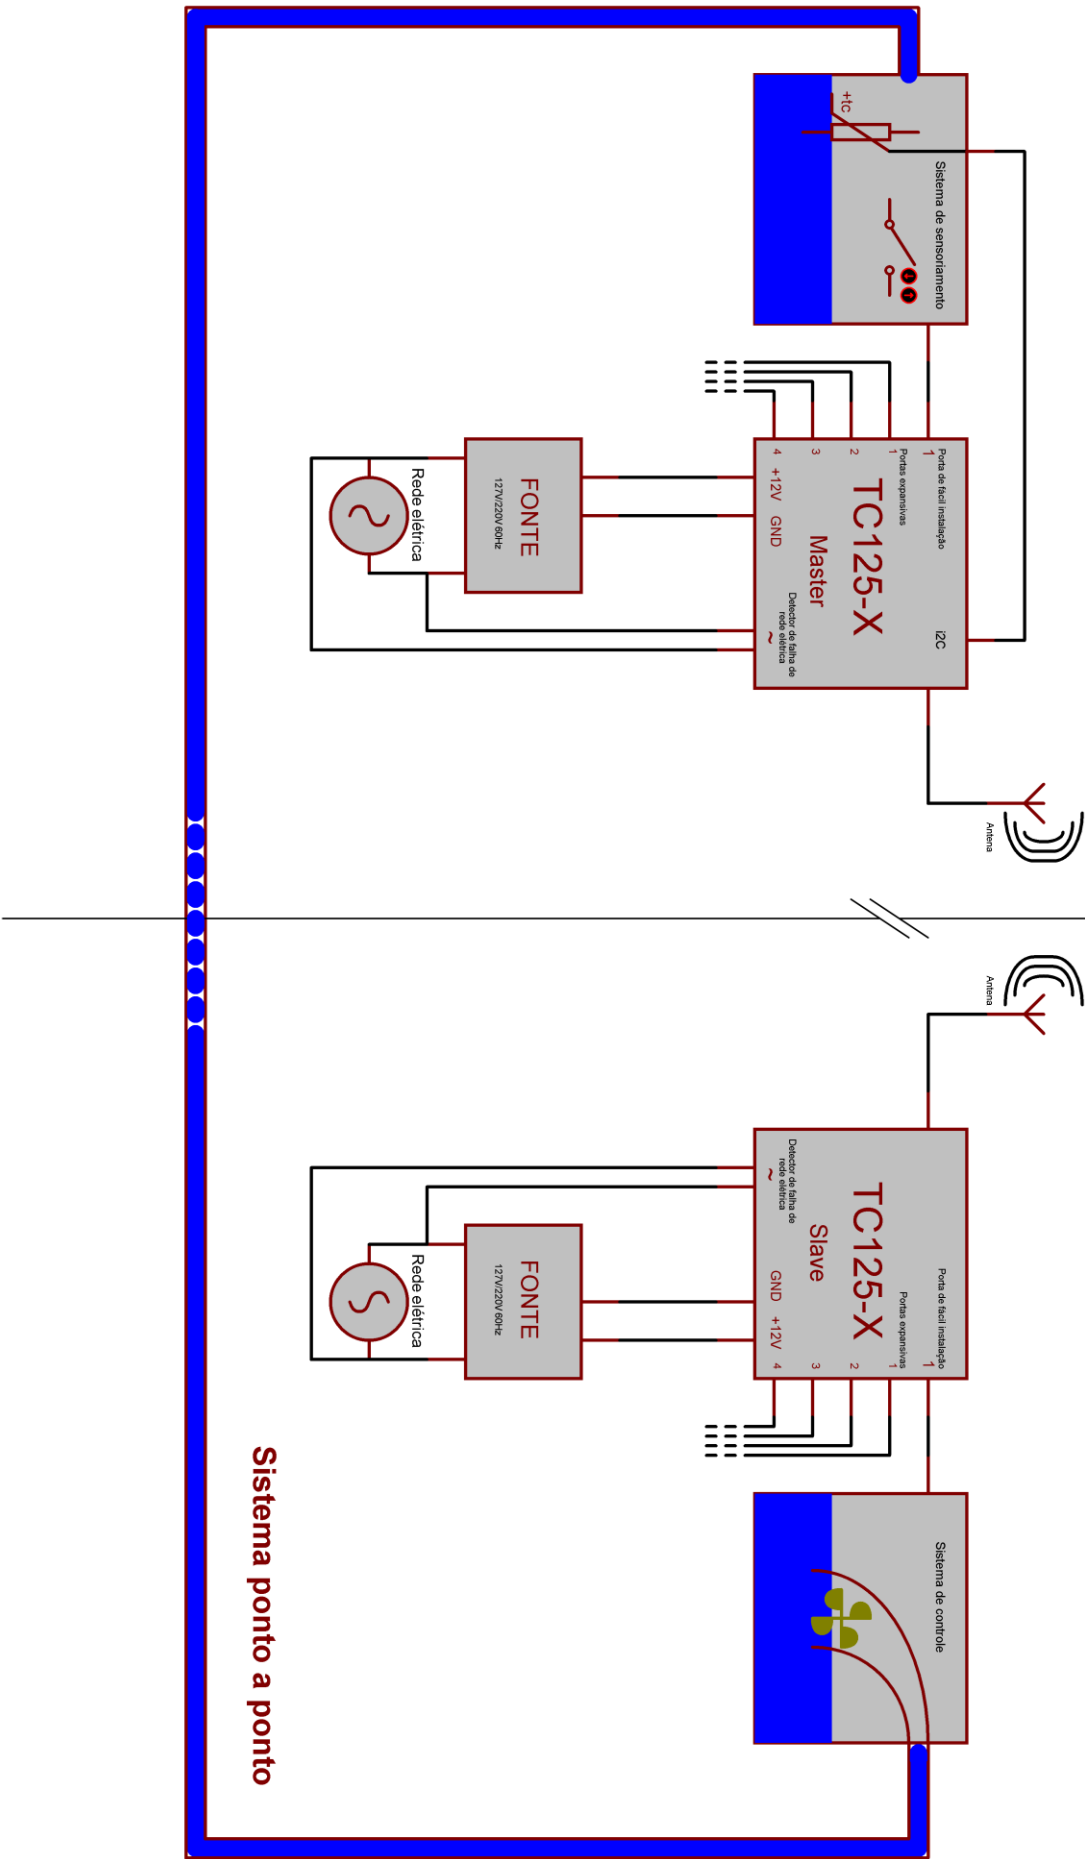 +tc
Sistema de sensoriamento
1
Porta de fácil instalação
Portas expansivas
1
2
3
4
TC125-X
Master
i2C
+12V
GND
Detector de falha de
rede elétrica
~
FONTE
127V/220V 60Hz
Rede elétrica
Antena
Antena
Detector de falha de
rede elétrica
~
TC125-X
Slave
GND
+12V
Porta de fácil instalação
1
Portas expansivas
1
2
3
4
FONTE
127V/220V 60Hz
Rede elétrica
Sistema de controle
Sistema ponto a ponto